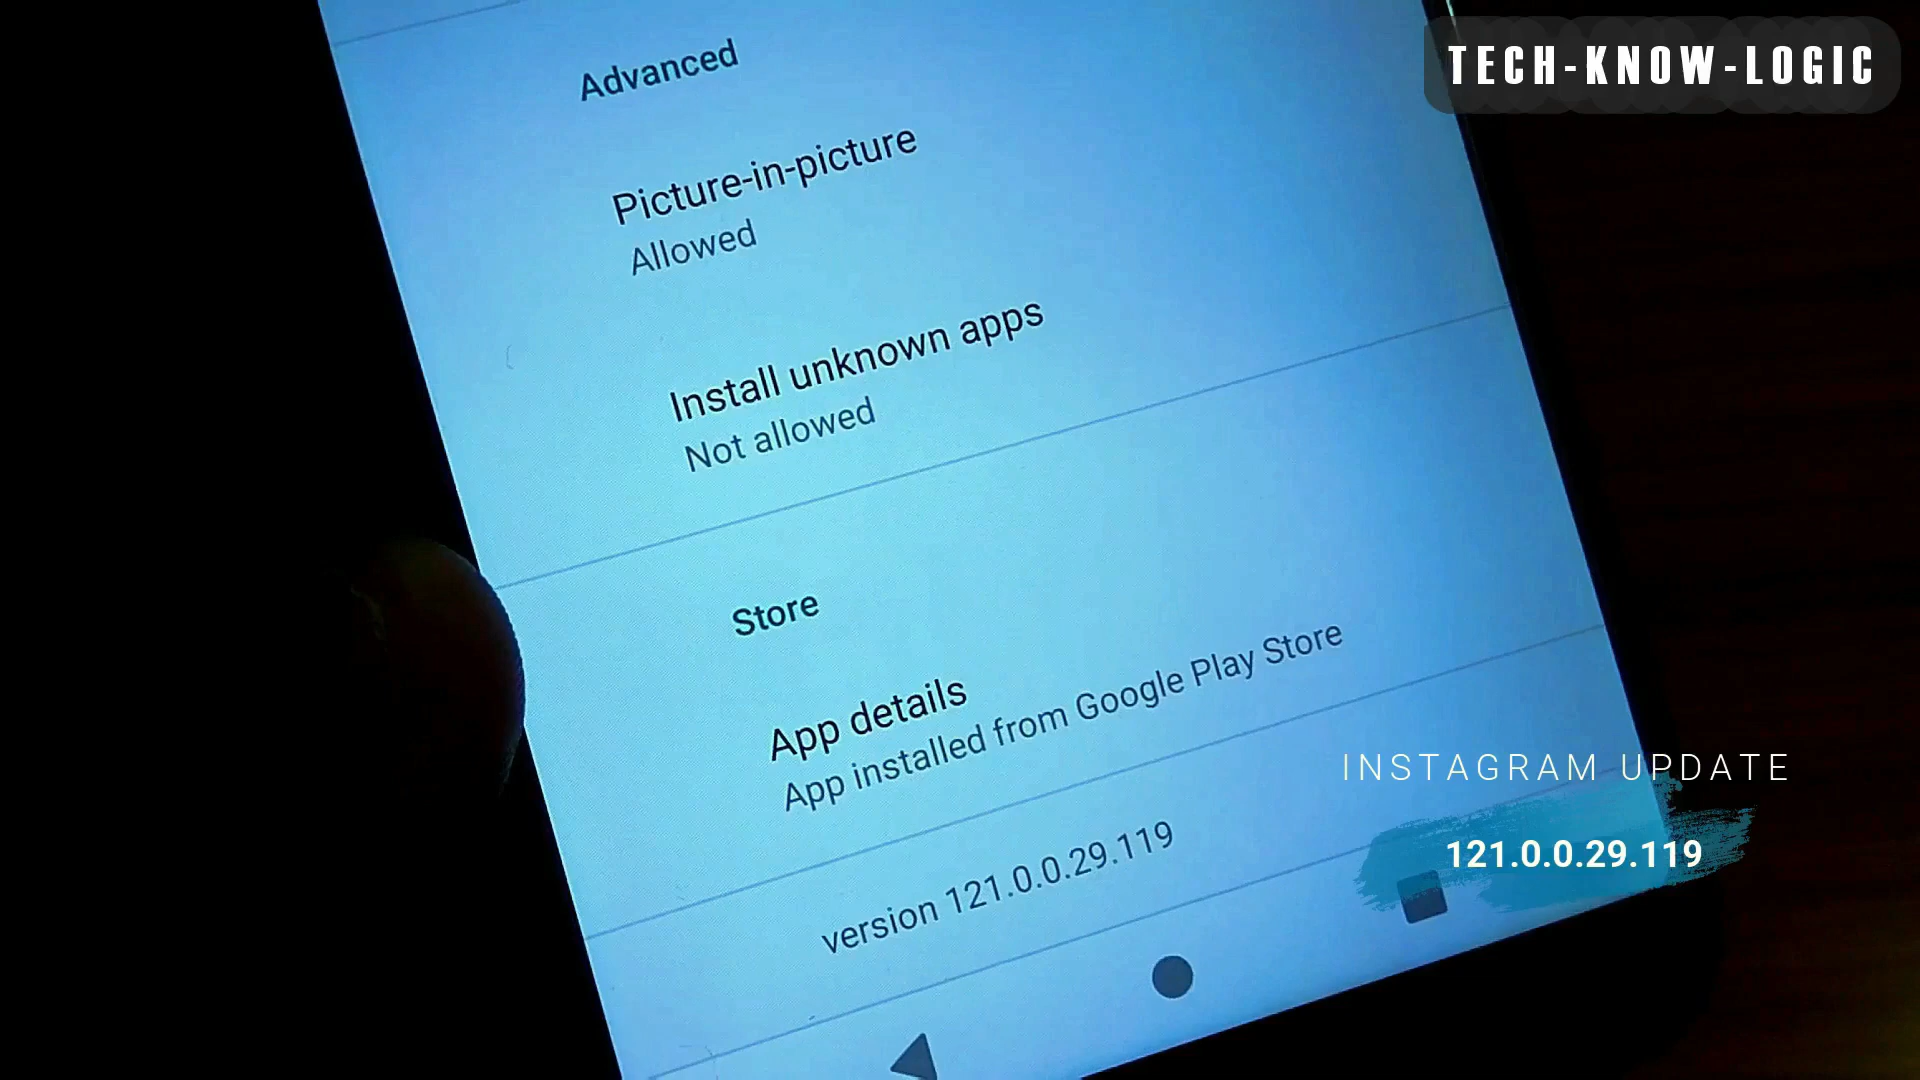 TECH-KNOW-LOGIC
Advanced
Picture-in-picture
Allowed
Install unknown apps
Not allowed
Store
App details
App installed from Google Play Store
version 121.0.0.29.119
INSTAGRAM UPDATE
121.0.0.29.119